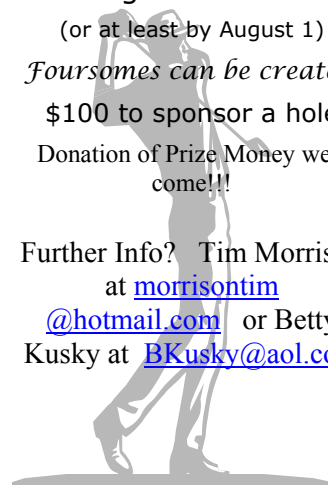 (or at least by August 1)
Foursomes can be create
$100 to sponsor a hole
Donation of Prize Money we
come!!!
Further Info? Tim Morris
at morrisontim
@hotmail.com or Betty
Kusky at BKusky@aol.co